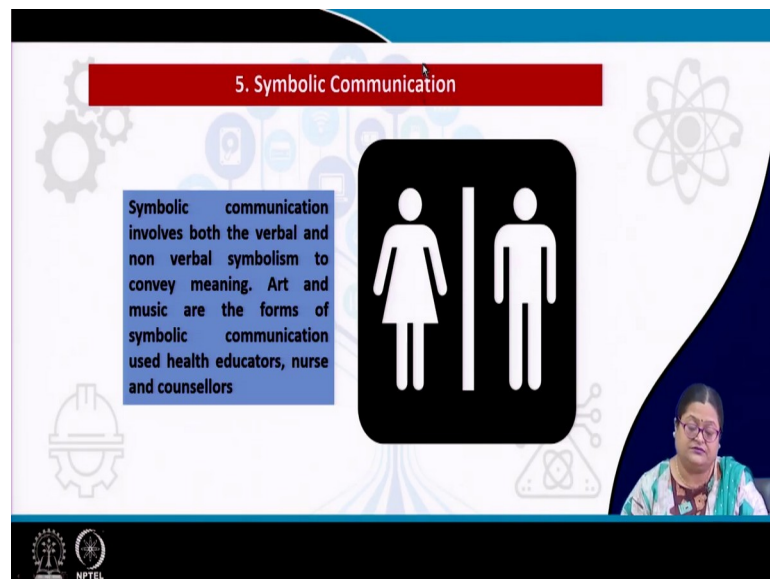 5. Symbolic Communication
Symbolic communication
involves both the verbal and
non verbal symbolism to
convey meaning. Art and
music are the forms of
symbolic communication
used health educators, nurse
and counsellors
NPTEL